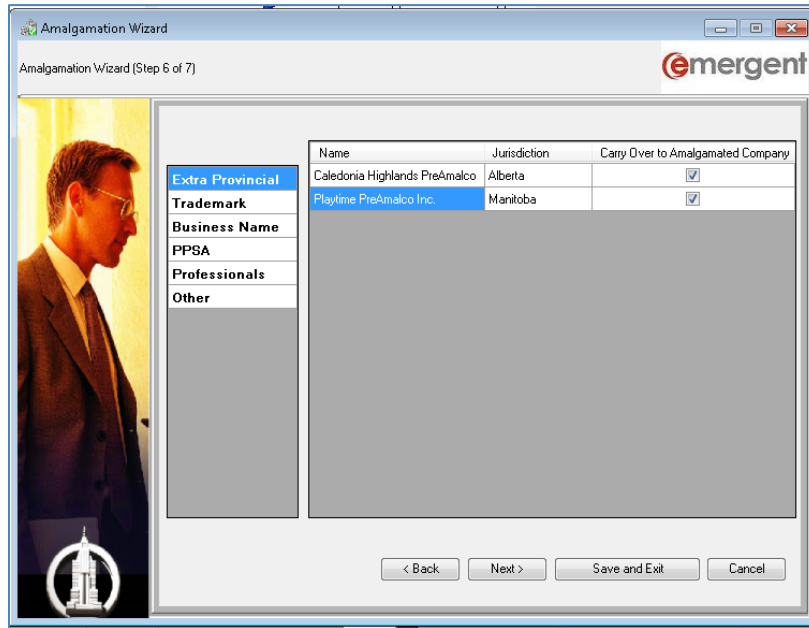 Amalgamation Wizard
Amalgamation Wizard (Step 6 of 7)
emergent
Extra Provincial
Trademark
Business Name
PPSA
Professionals
Other
Name Jurisdiction Carry Over to Amalgamated Company
Caledonia Highlands PreAmalco Alberta
Playtime PreAmalco Inc. Manitoba
< Back Next > Save and Exit Cancel